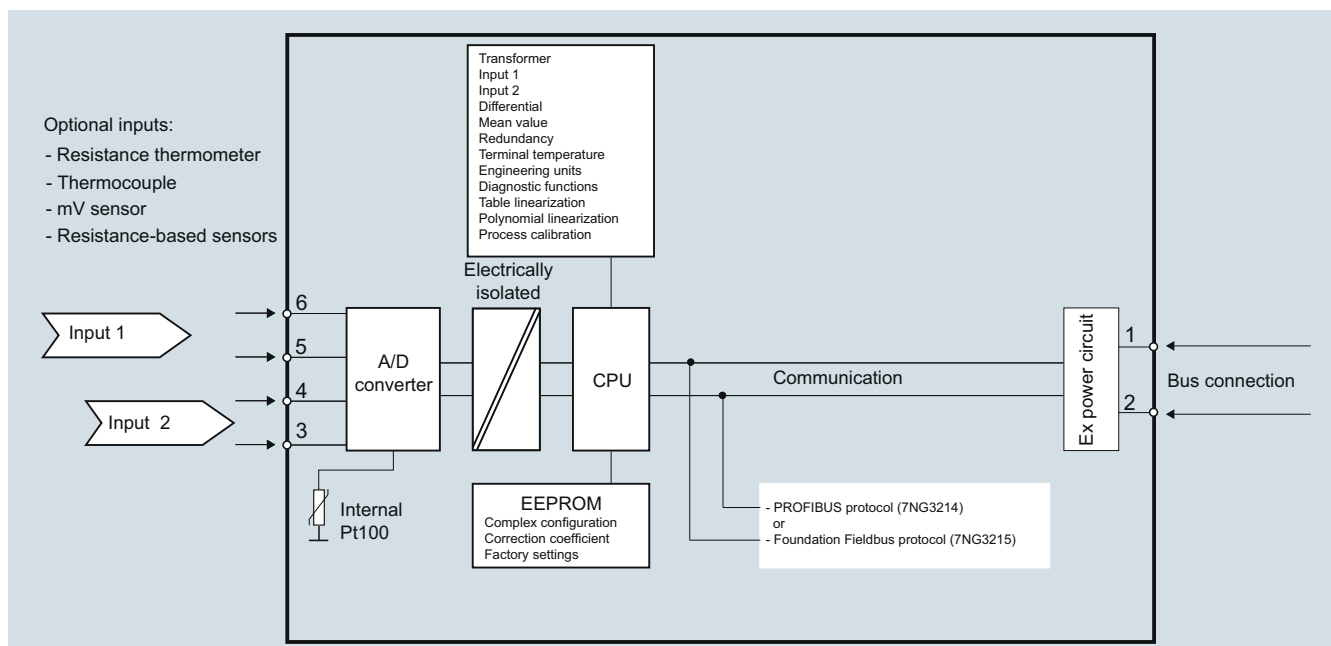 Transformer
Input 1
Input 2
Differential
Mean value
Redundancy
Terminal temperature
Engineering units
Diagnostic functions
Table linearization
Polynomial linearization
Process calibration
Optional inputs:
- Resistance thermometer
- Thermocouple
- mV sensor
- Resistance-based sensors
Electrically
isolated
Input 1
Input 2
6
5
4
3
A/D
converter
CPU
Communication
Ex power circuit
1
2
Bus connection
Internal
Pt100
EEPROM
Complex configuration
Correction coefficient
Factory settings
- PROFIBUS protocol (7NG3214)
or
- Foundation Fieldbus protocol (7NG3215)